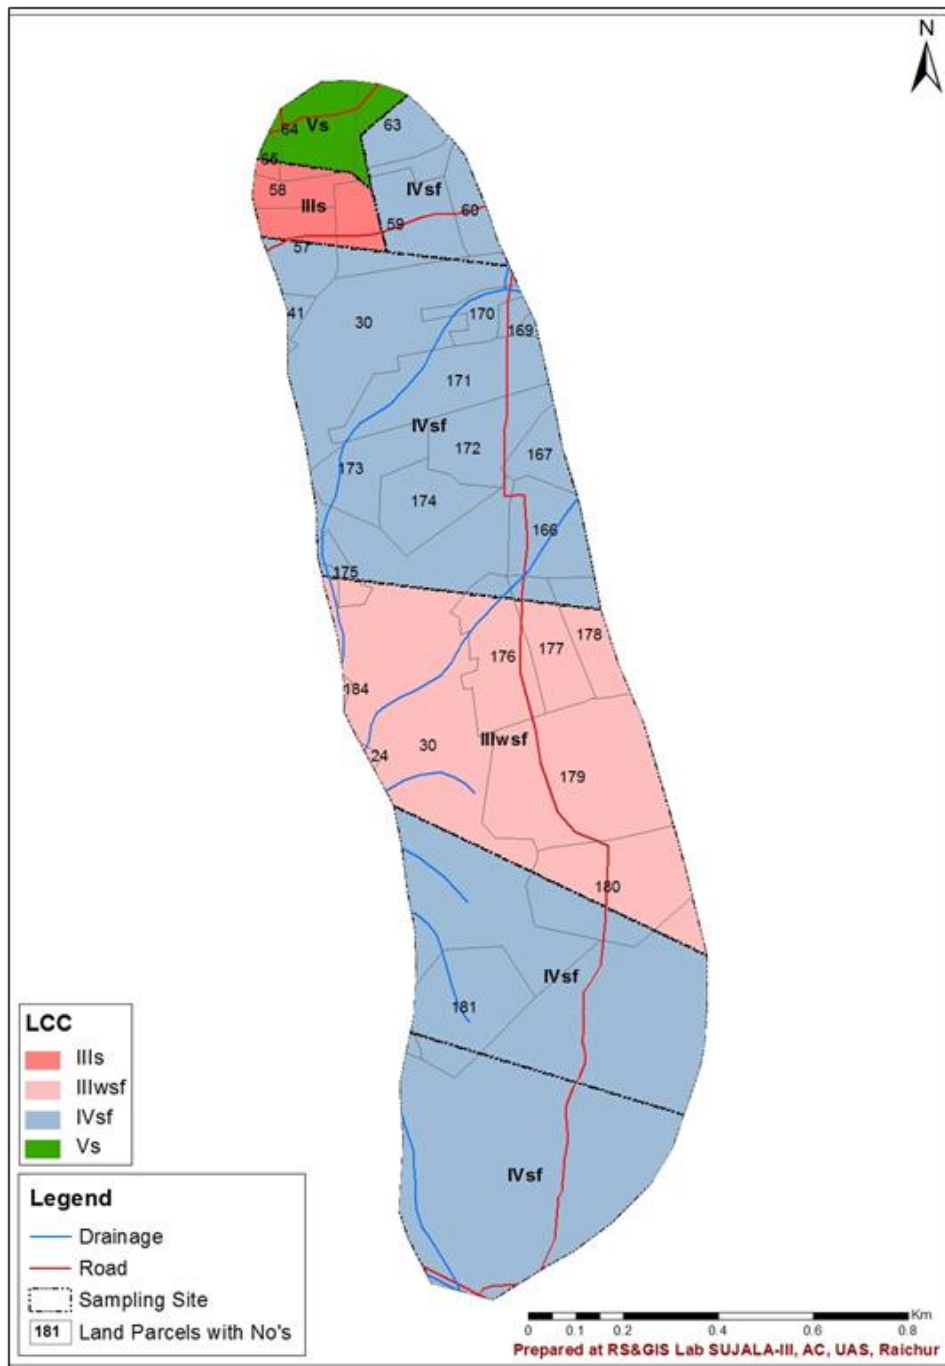 N
63
64
Vs
65
58
IVsf
IIIs
60
59
57
41
30
170
169
171
IVsf
172
167
173
174
166
175
178
177
176
184
IIIwsf
30
24
179
180
IVsf
181
IVsf
LCC
IIIs
IIIwsf
IVsf
Vs
Legend
Drainage
Road
Sampling Site
181 Land Parcels with No's
Km
0 0.1 0.2 0.4 0.6 0.8
Prepared at RS&GIS Lab SUJALA-III, AC, UAS, Raichur